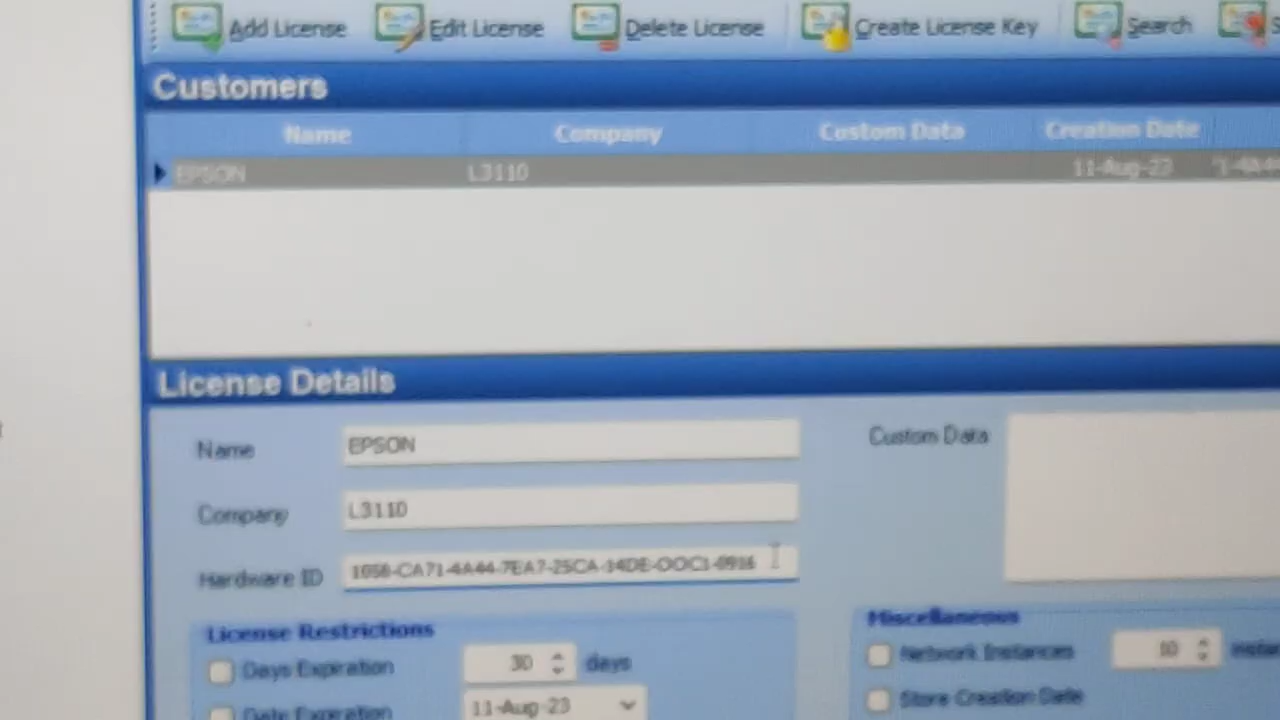 Add License Edit License Delete License Create License Key Search
Customers
Name Company Custom Data Creation Date
EPSON L3110 11-Aug-23
License Details
Name EPSON Custom Data
Company L3110
Hardware ID
License Restrictions Miscellaneous
Days Expiration 30 days Network Instances 10
Date Expiration 11-Aug-23 Store Creation Date